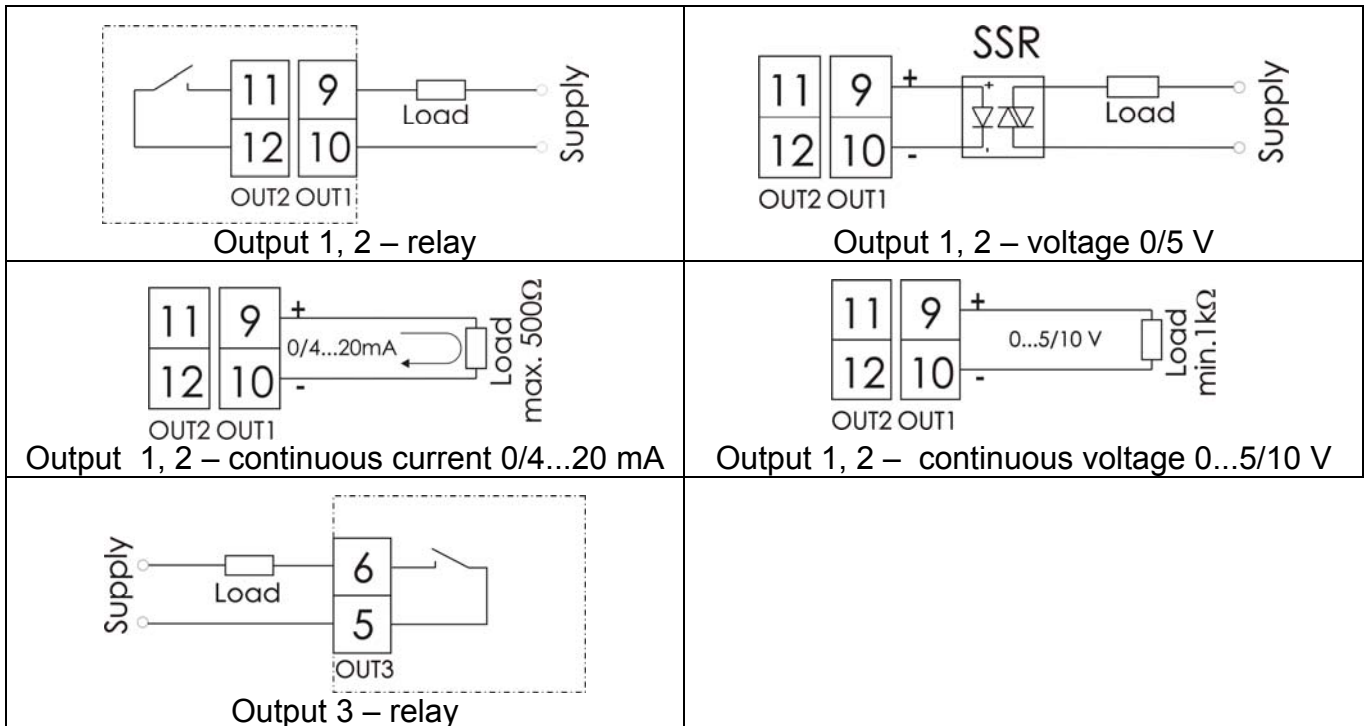 11 9
Load
12 10
Supply
OUT2 OUT1
Output 1, 2 – relay
SSR
11 9 + +
Load
12 10 - -
Supply
OUT2 OUT1
Output 1, 2 – voltage 0/5 V
11 9 +
0/4...20mA
12 10 -
Load
max. 500Ω
OUT2 OUT1
Output 1, 2 – continuous current 0/4...20 mA
11 9 +
0...5/10 V
12 10 -
Load
min.1kΩ
OUT2 OUT1
Output 1, 2 – continuous voltage 0...5/10 V
Supply
Load
6
5
OUT3
Output 3 – relay